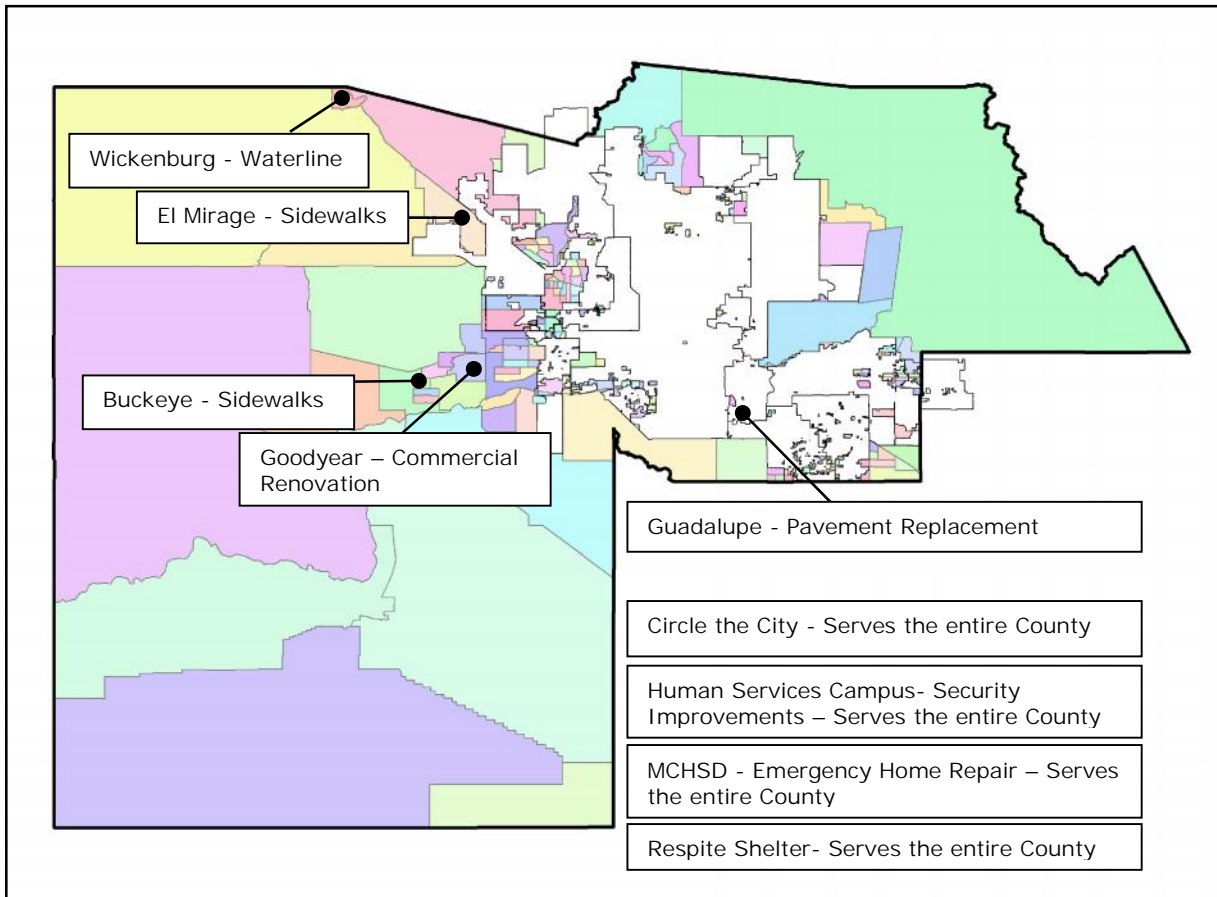 Wickenburg - Waterline
El Mirage - Sidewalks
Buckeye - Sidewalks
Goodyear – Commercial
Renovation
Guadalupe - Pavement Replacement
Circle the City - Serves the entire County
Human Services Campus- Security
Improvements – Serves the entire County
MCHSD - Emergency Home Repair – Serves
the entire County
Respite Shelter- Serves the entire County